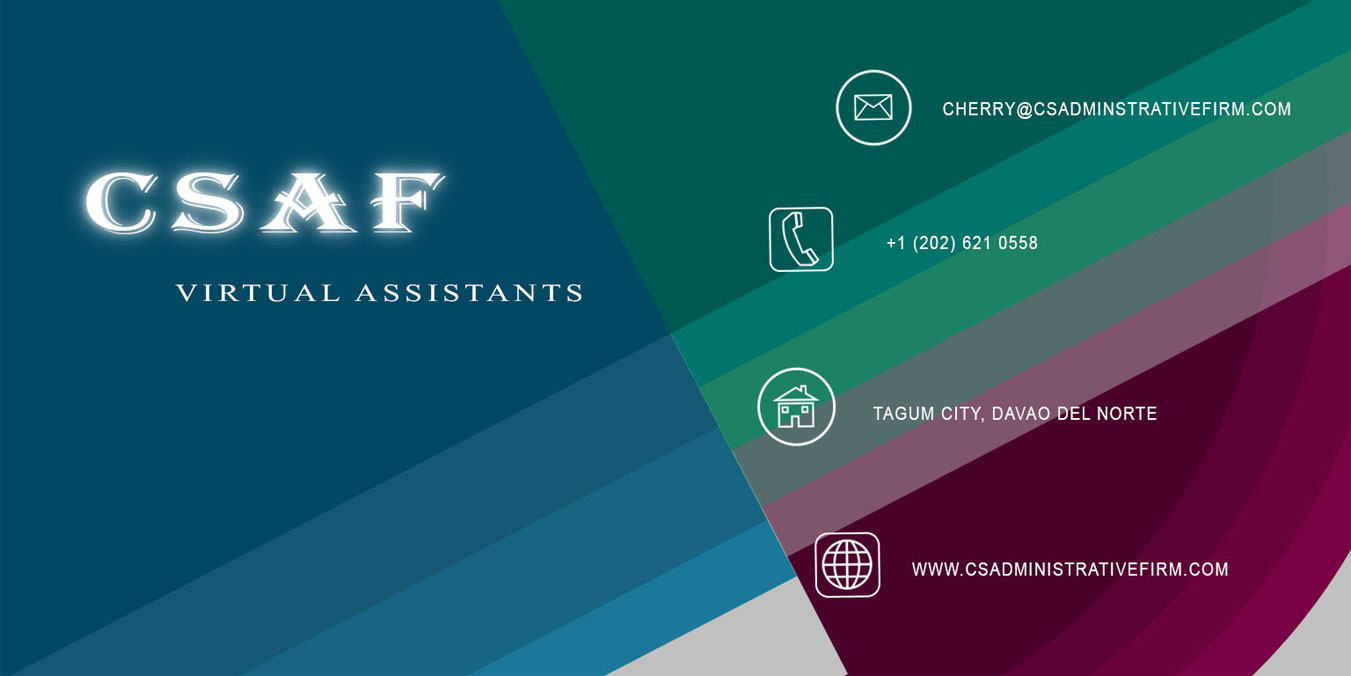 CSAF
VIRTUAL ASSISTANTS
CHERRY@CSADMINSTRATIVEFIRM.COM
+1 (202) 621 0558
TAGUM CITY, DAVAO DEL NORTE
WWW.CSADMINISTRATIVEFIRM.COM